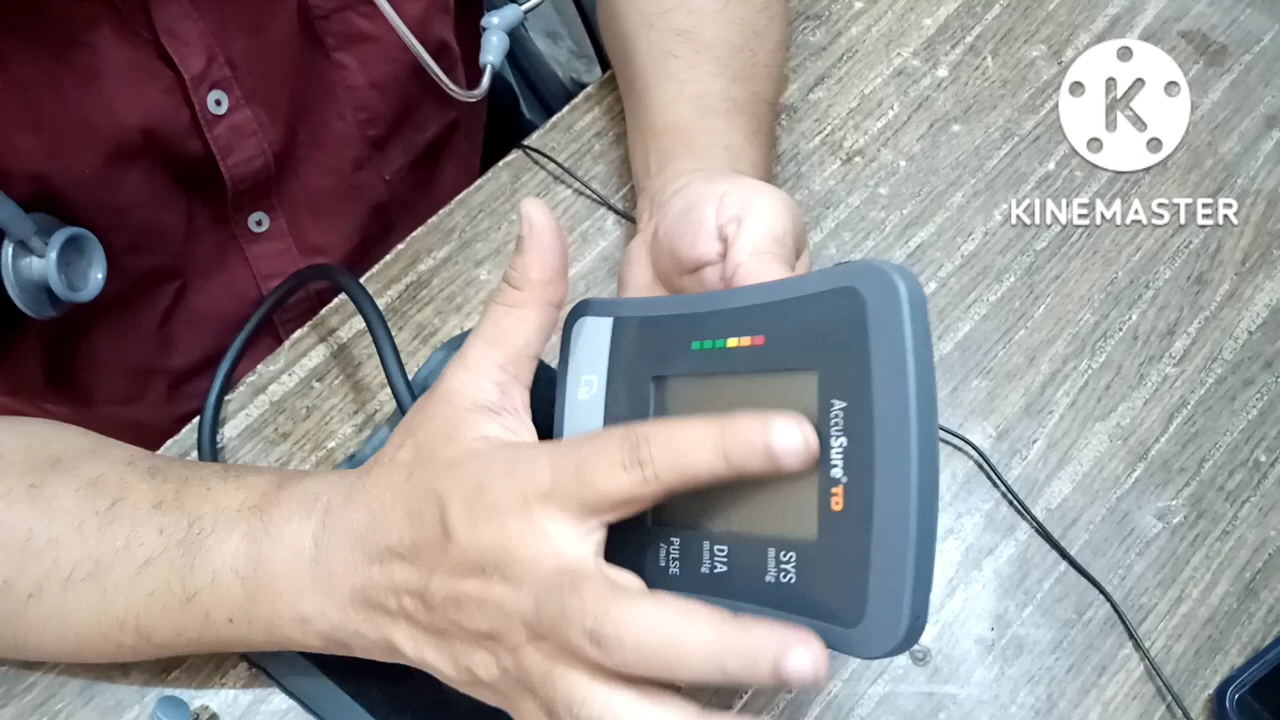 KINEMASTER
AccuSure® TD
SYS
mmHg
DIA
mmHg
PULSE
/min